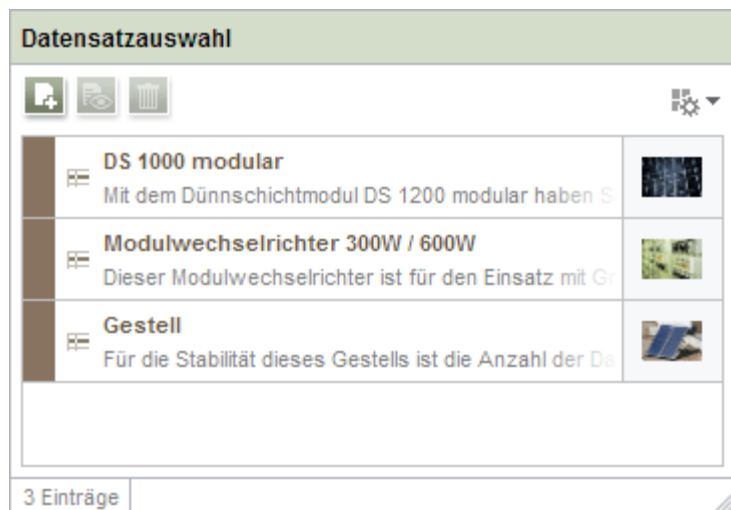 Datensatzauswahl
DS 1000 modular
Mit dem Dünnschichtmodul DS 1200 modular haben
Modulwechselrichter 300W / 600W
Dieser Modulwechselrichter ist für den Einsatz mit
Gestell
Für die Stabilität dieses Gestells ist die Anzahl der
3 Einträge